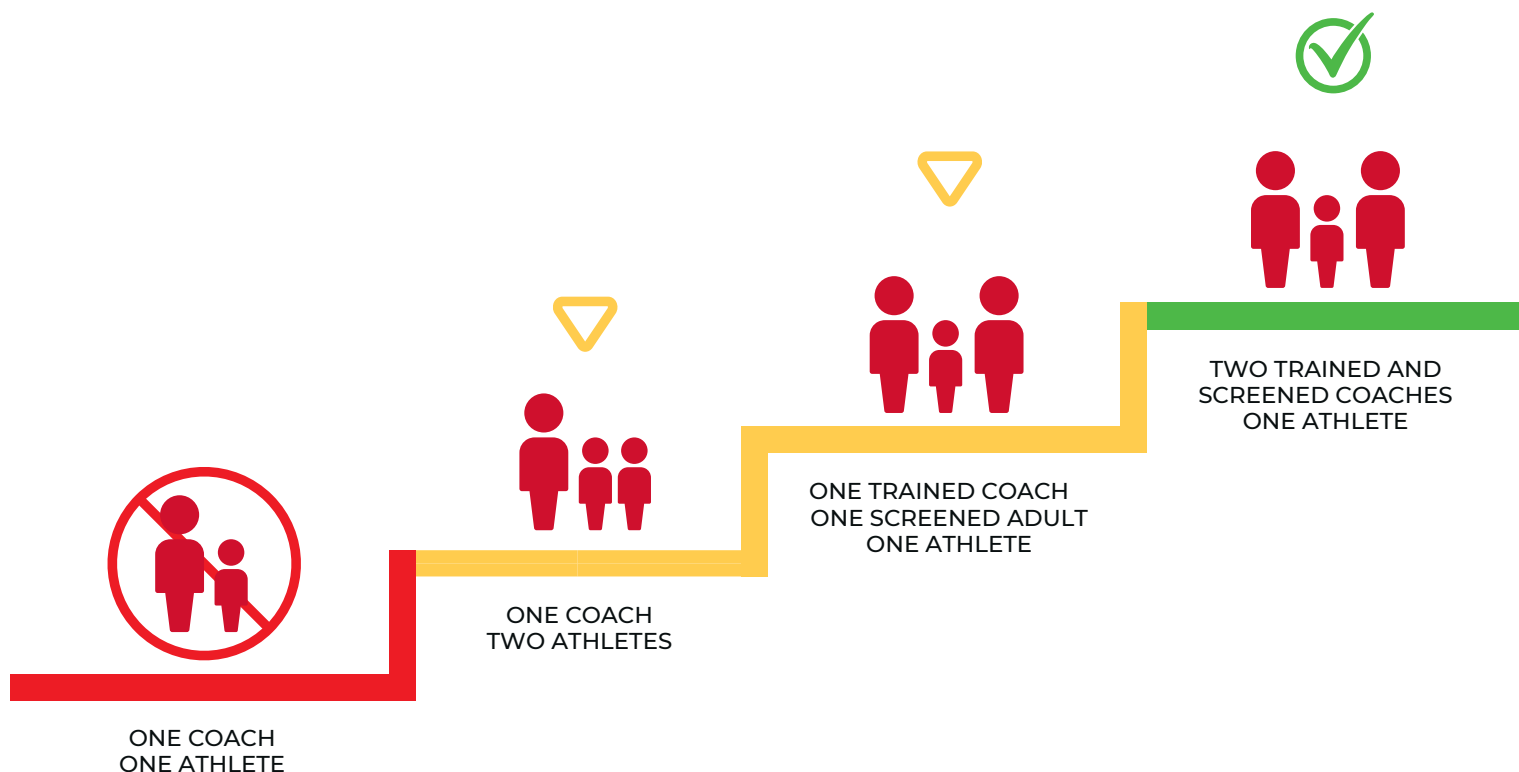 ONE COACH
ONE ATHLETE
ONE COACH
TWO ATHLETES
ONE TRAINED COACH
ONE SCREENED ADULT
ONE ATHLETE
TWO TRAINED AND
SCREENED COACHES
ONE ATHLETE